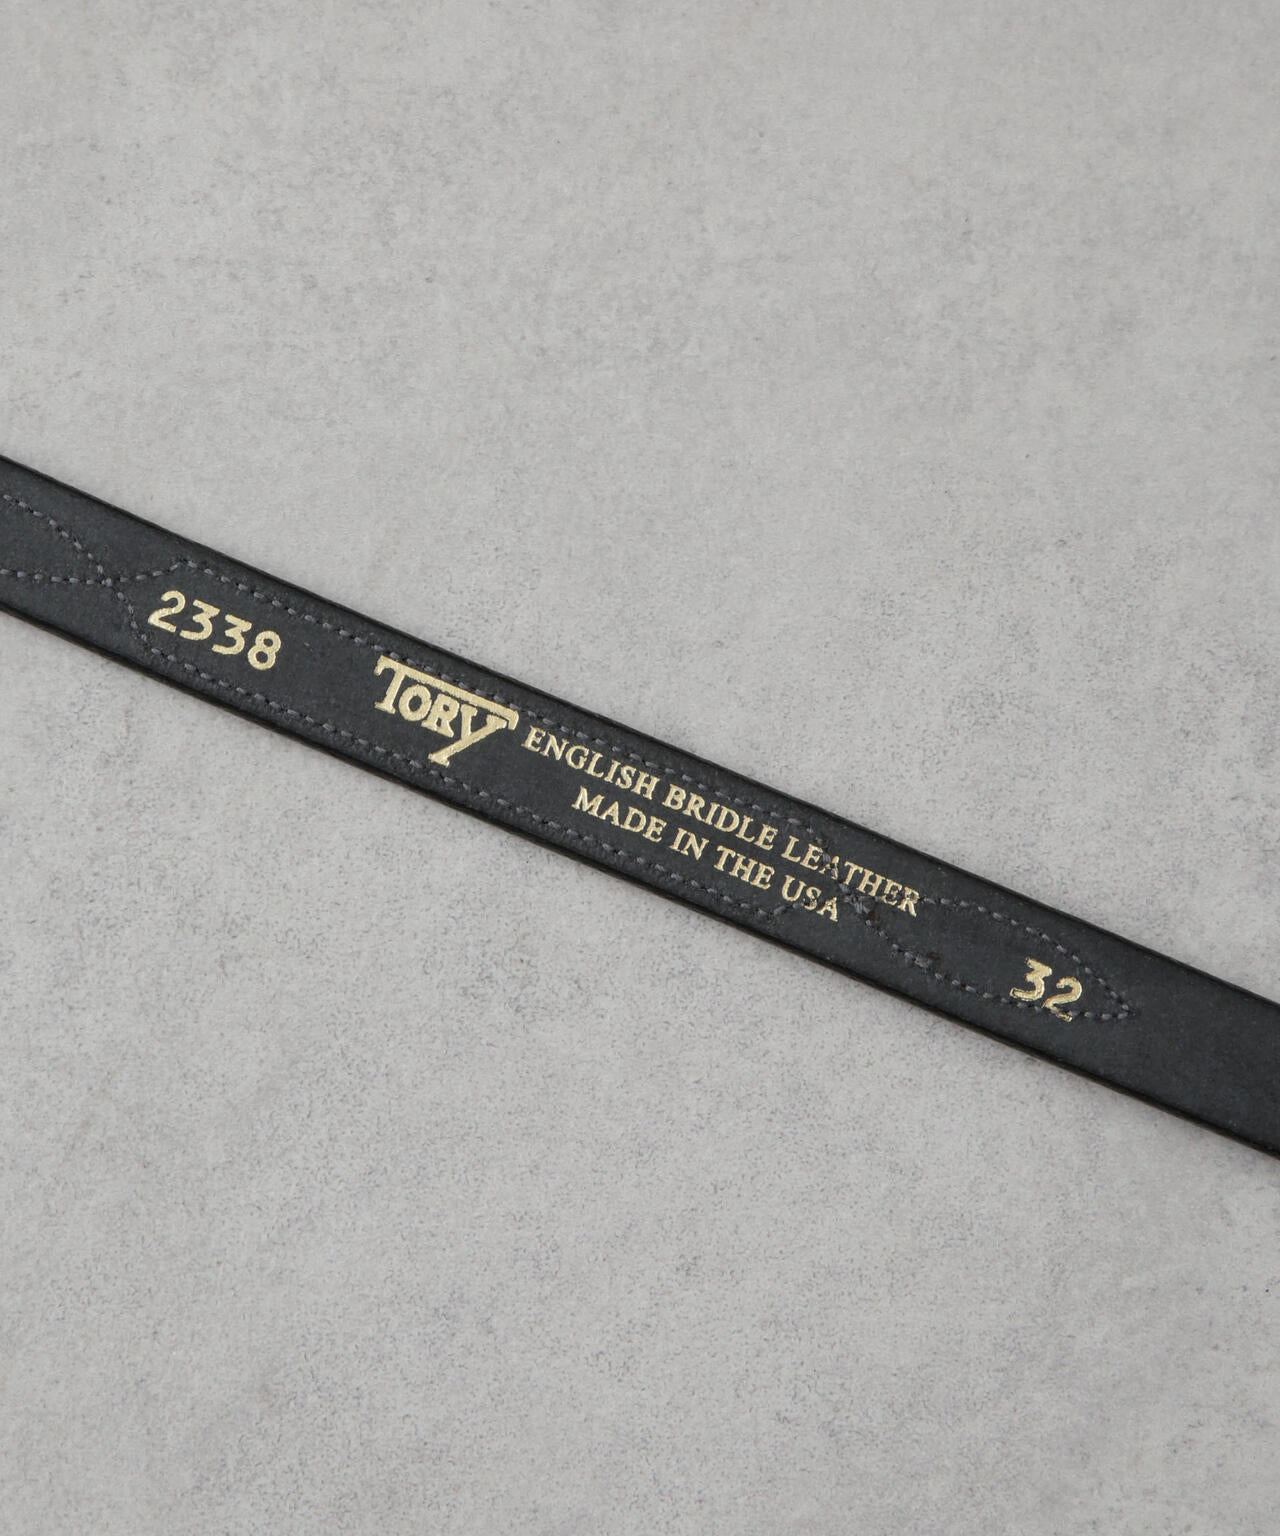 2338
TORY
ENGLISH BRIDLE LEATHER
MADE IN THE USA
32